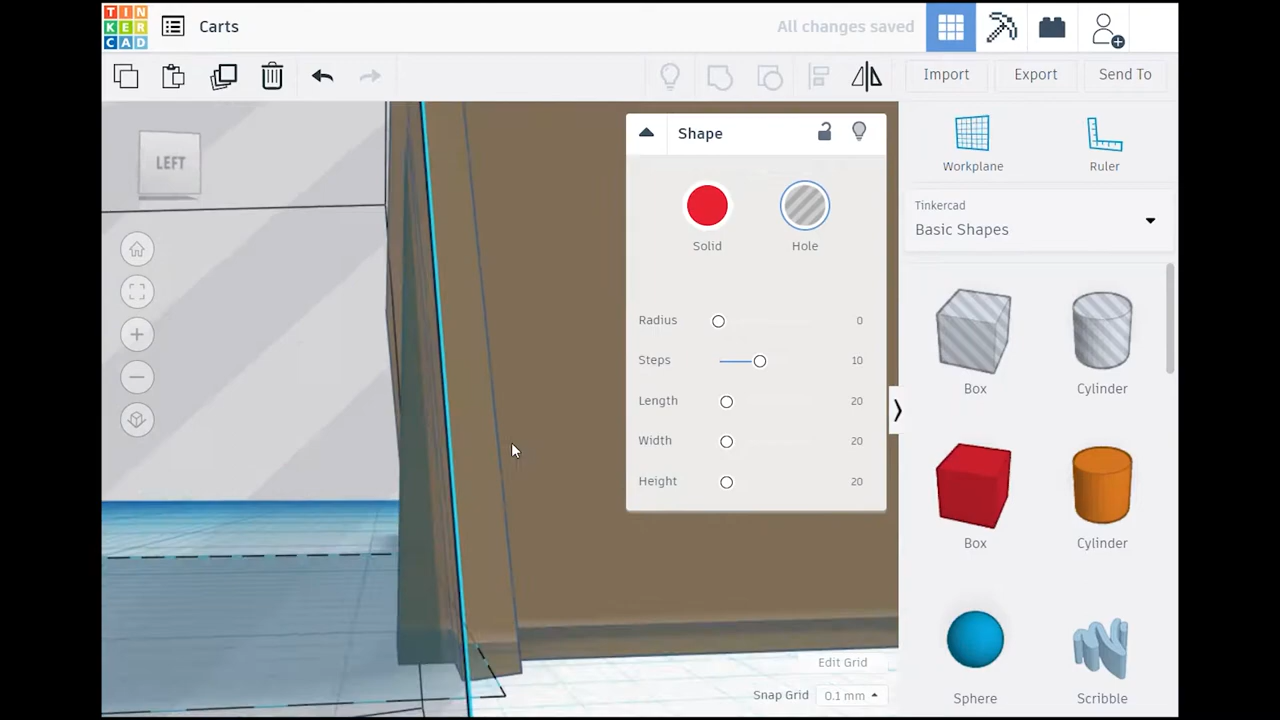 TIN
KER
CAD
Carts
All changes saved
Import
Export
Send To
LEFT
Shape
Solid
Hole
Radius 0
Steps 10
Length 20
Width 20
Height 20
Workplane
Ruler
Tinkercad
Basic Shapes
Box
Cylinder
Box
Cylinder
Sphere
Scribble
Edit Grid
Snap Grid 0.1 mm